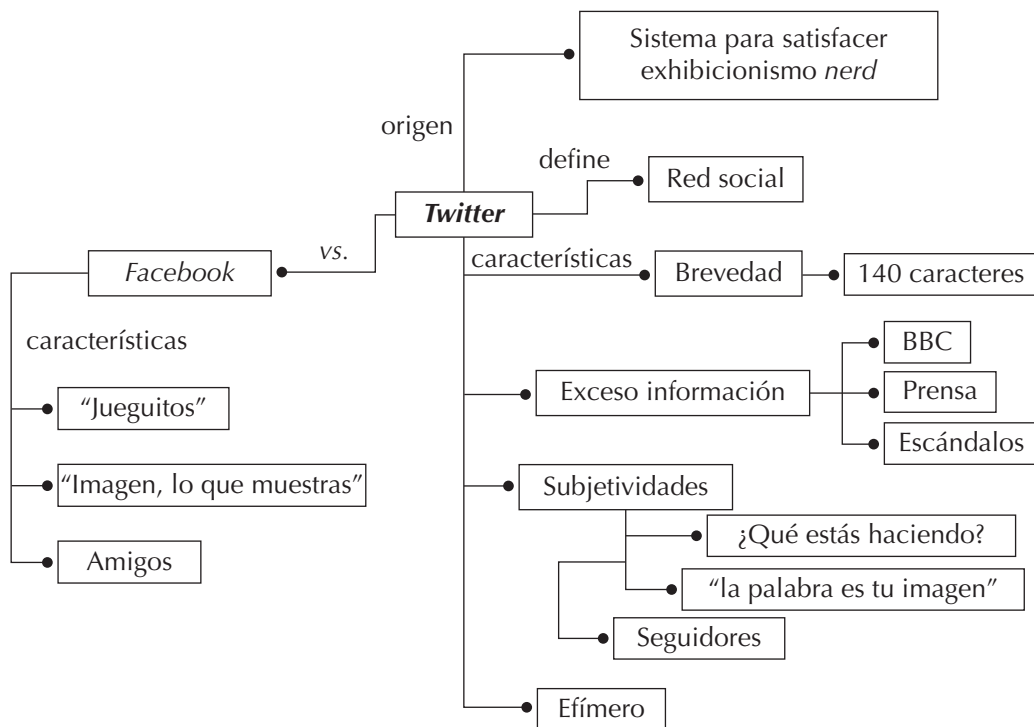 Sistema para satisfacer
exhibicionismo nerd
origen
define
Red social
Twitter
vs.
Facebook
características
Brevedad
140 caracteres
características
BBC
Exceso información
Prensa
"Jueguitos"
Escándalos
"Imagen, lo que muestras"
Subjetividades
¿Qué estás haciendo?
Amigos
"la palabra es tu imagen"
Seguidores
Efímero